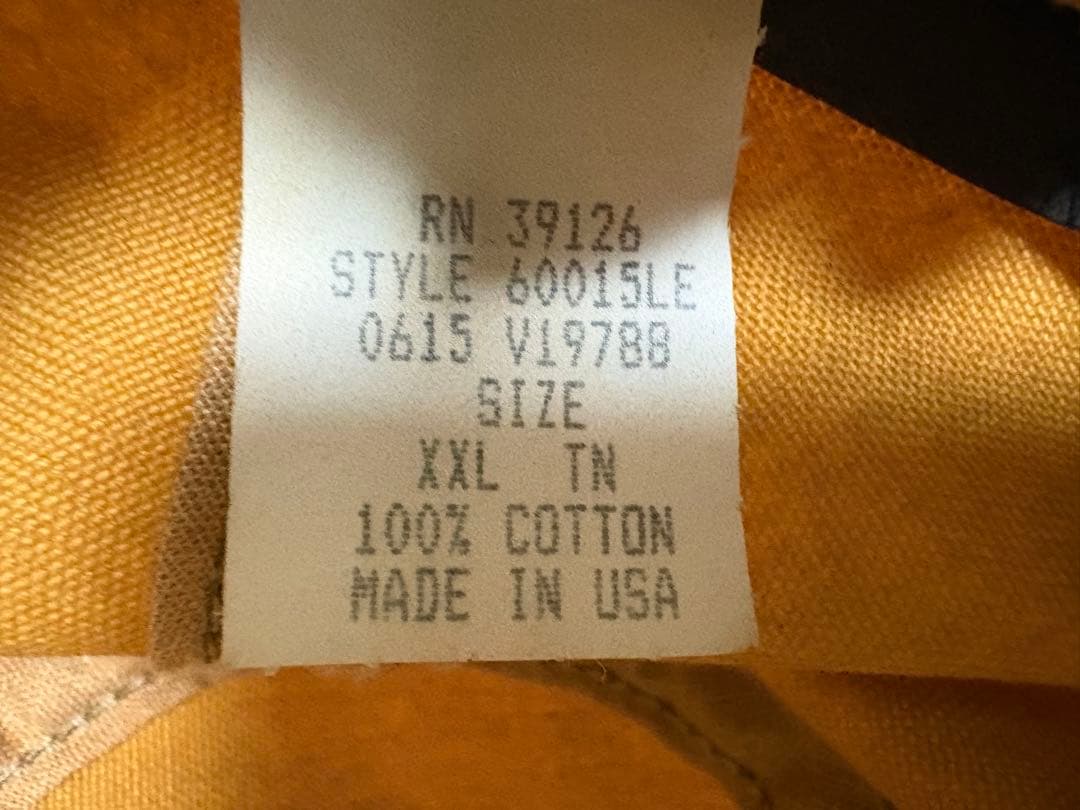 RN 39126
STYLE 60015LE
0615 V19788
SIZE
XXL TN
100% COTTON
MADE IN USA